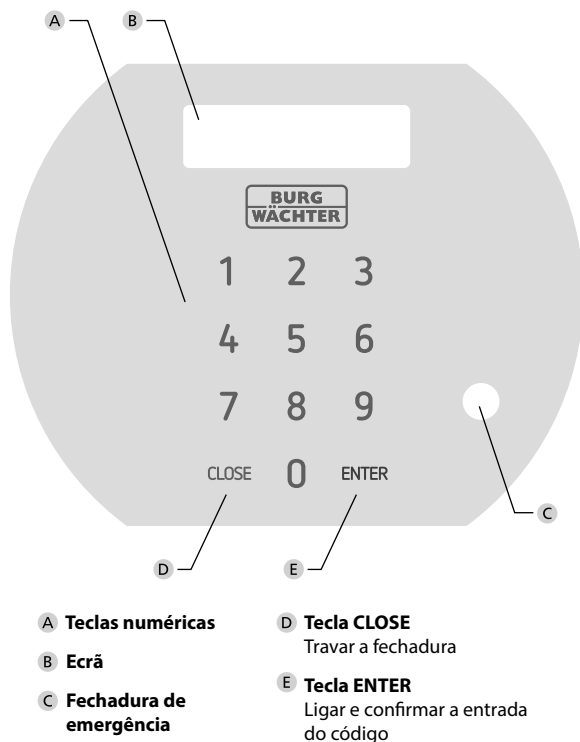 A B
BURG
WÄCHTER
1 2 3
4 5 6
7 8 9
CLOSE 0 ENTER
C
D E
A Teclas numéricas
B Ecrã
C Fechadura de
emergência
D Tecla CLOSE
Travar a fechadura
E Tecla ENTER
Ligar e confirmar a entrada
do código